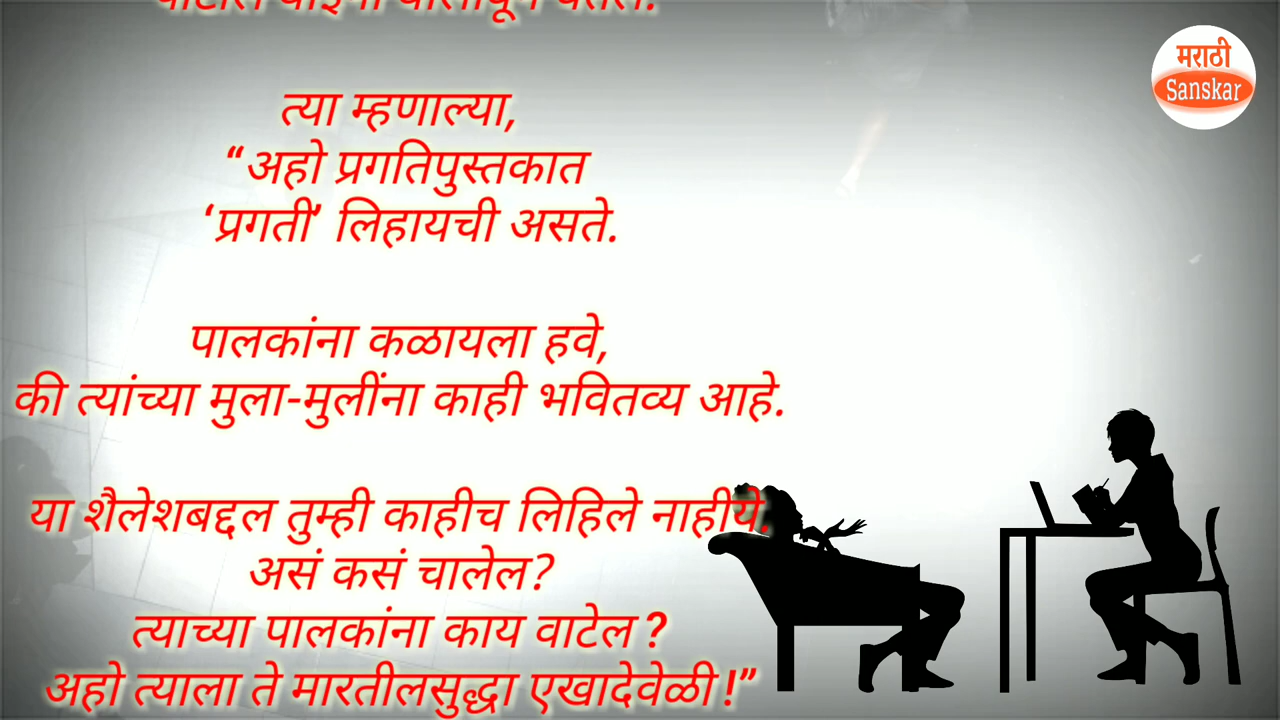 त्या म्हणाल्या,
“अहो प्रगतिपुस्तकात
‘प्रगती’ लिहायची असते.
पालकांना कळायला हवे,
की त्यांच्या मुला-मुलींना काही भवितव्य आहे.
या शैलेशबद्दल तुम्ही काहीच लिहिले नाहीये.
असं कसं चालेल?
त्याच्या पालकांना काय वाटेल ?
अहो त्याला ते मारतीलसुद्धा एखादेवेळी !”
मराठी
Sanskar